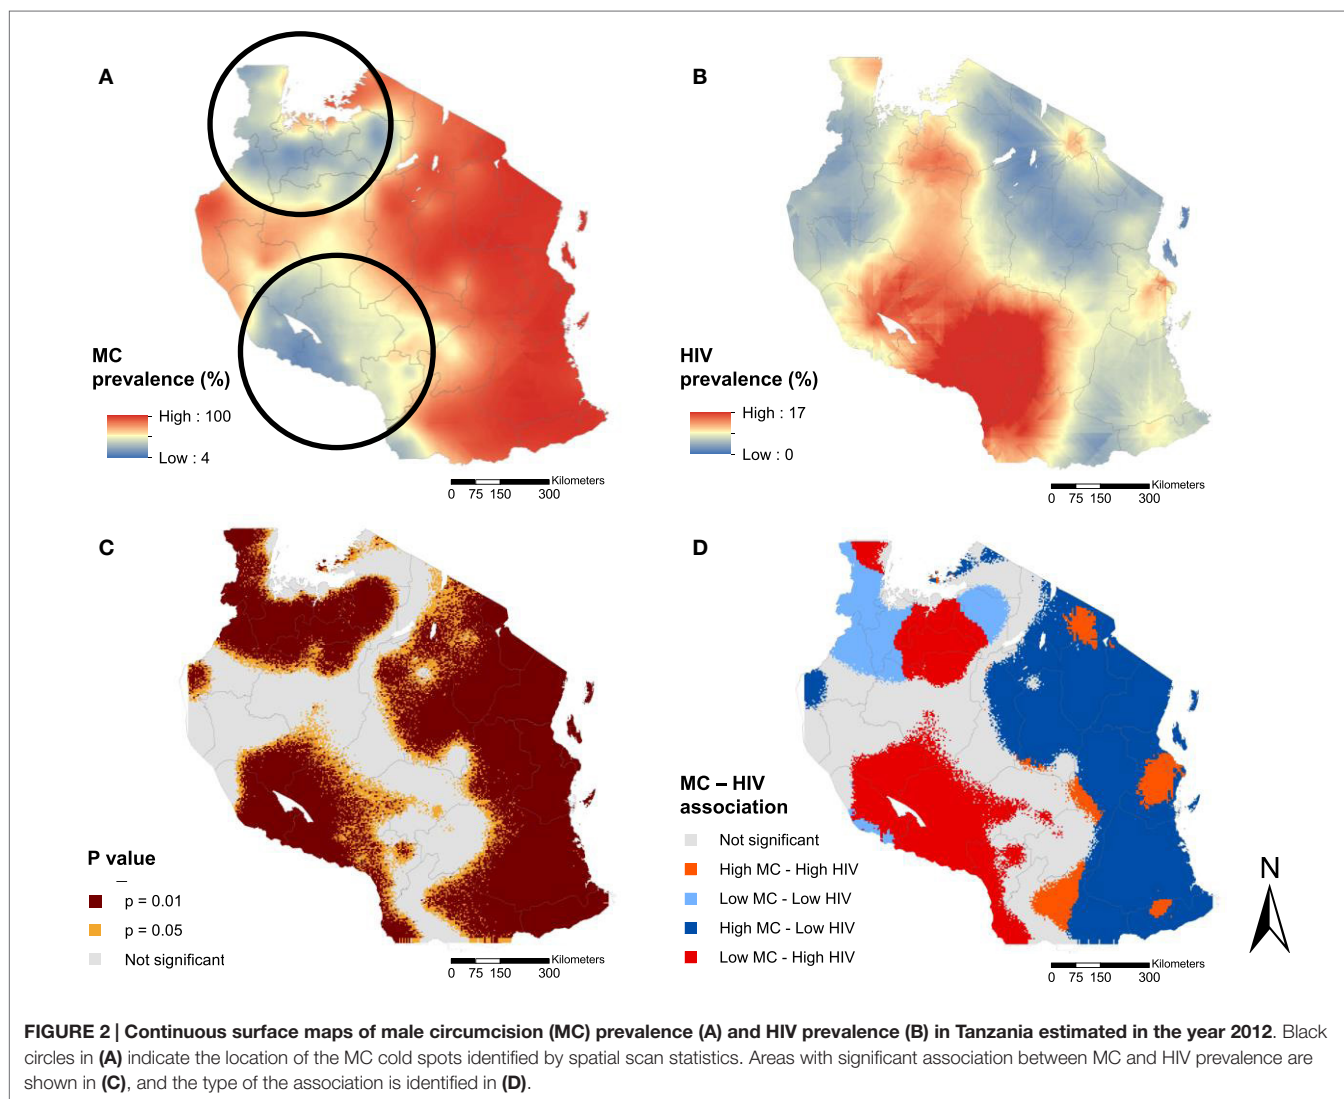 A
B
MC
prevalence (%)
High : 100
Low : 4
Kilometers
0 75 150 300
HIV
prevalence (%)
High : 17
Low : 0
Kilometers
0 75 150 300
C
D
P value
p = 0.01
p = 0.05
Not significant
Kilometers
0 75 150 300
MC – HIV
association
Not significant
High MC - High HIV
Low MC - Low HIV
High MC - Low HIV
Low MC - High HIV
Kilometers
0 75 150 300
N
FIGURE 2 | Continuous surface maps of male circumcision (MC) prevalence (A) and HIV prevalence (B) in Tanzania estimated in the year 2012. Black
circles in (A) indicate the location of the MC cold spots identified by spatial scan statistics. Areas with significant association between MC and HIV prevalence are
shown in (C), and the type of the association is identified in (D).